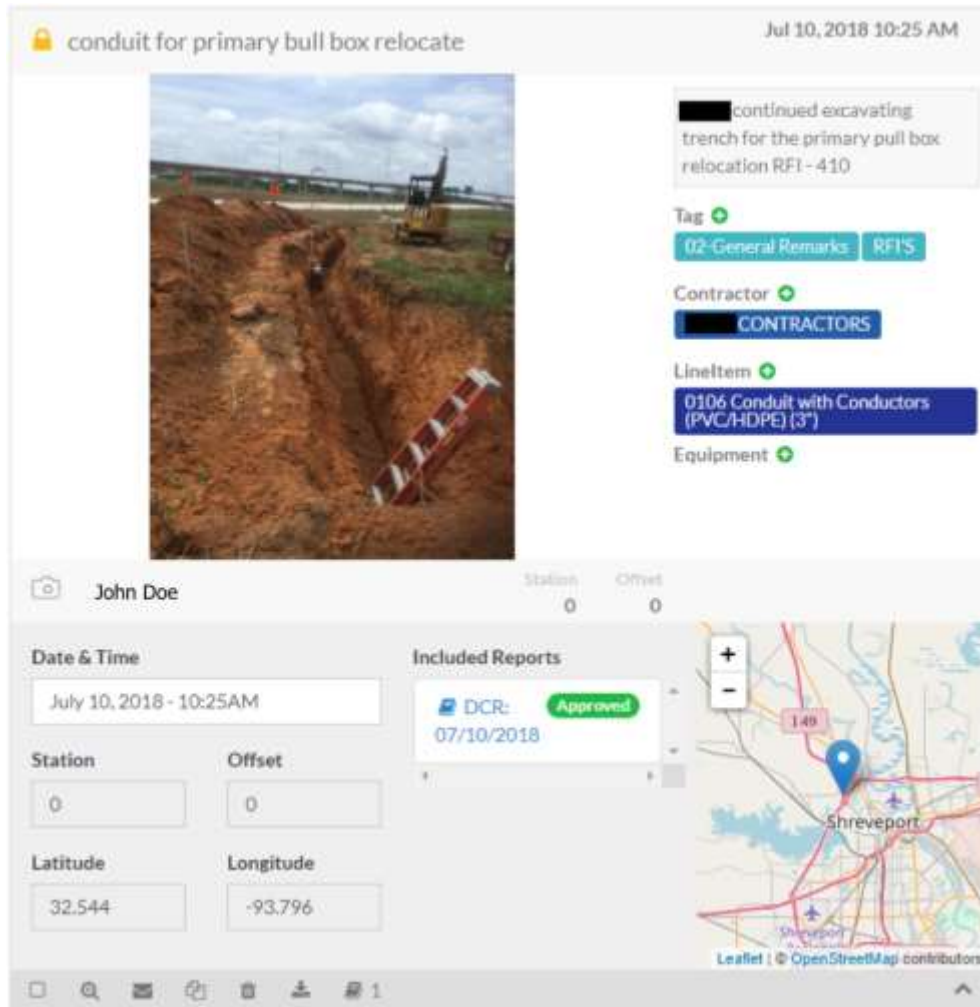 conduit for primary bull box relocate
Jul 10, 2018 10:25 AM
continued excavating
trench for the primary pull box
relocation RFI - 410
Tag
02-General Remarks
RFI'S
Contractor
CONTRACTORS
LineItem
0106 Conduit with Conductors
(PVC/HDPE) (3")
Equipment
John Doe
Station
Offset
0
0
Date & Time
July 10, 2018 - 10:25AM
Station
Offset
0
0
Latitude
Longitude
32.544
-93.796
Included Reports
DCR:
Approved
07/10/2018
+
−
I 49
Shreveport
Shreveport
Leaflet | © OpenStreetMap contributors
1